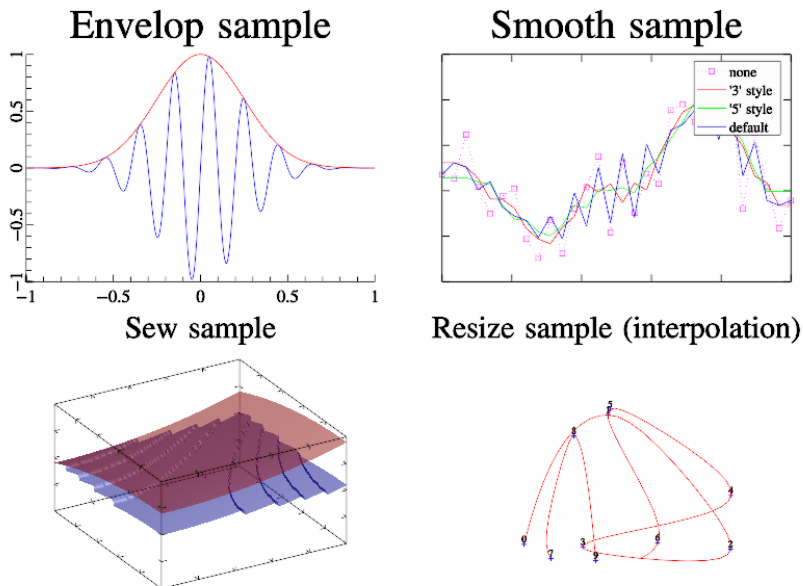 Envelop sample
Smooth sample
1
0.5
0
−0.5
−1
−1
−0.5
0
0.5
1
none
'3' style
'5' style
default
Sew sample
Resize sample (interpolation)
5
8
4
0
7
3
9
6
2